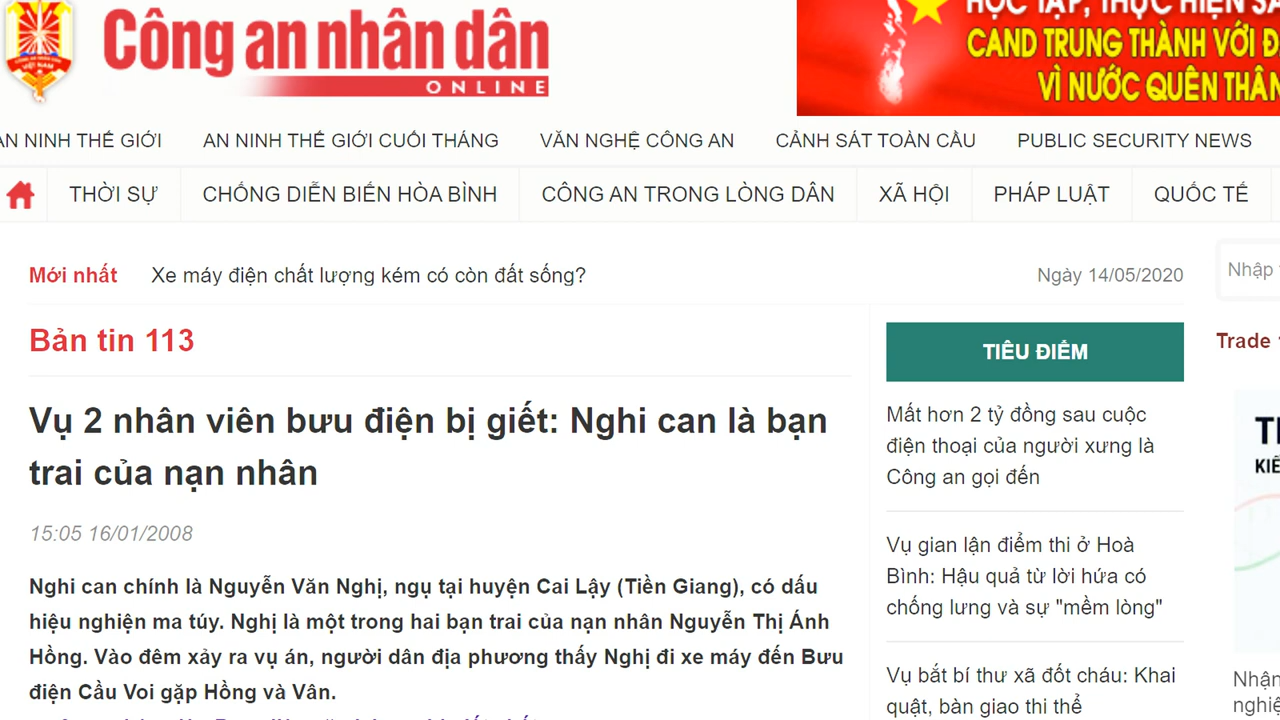 Công an nhân dân
ONLINE
HỌC TẬP, THỰC HIỆN
CAND TRUNG THÀNH VỚI
VÌ NƯỚC QUÊN THÂN
AN NINH THẾ GIỚI
AN NINH THẾ GIỚI CUỐI THÁNG
VĂN NGHỆ CÔNG AN
CẢNH SÁT TOÀN CẦU
PUBLIC SECURITY NEWS
THỜI SỰ
CHỐNG DIỄN BIẾN HÒA BÌNH
CÔNG AN TRONG LÒNG DÂN
XÃ HỘI
PHÁP LUẬT
QUỐC TẾ
Mới nhất
Xe máy điện chất lượng kém có còn đất sống?
Ngày 14/05/2020
Nhập
Bản tin 113
Vụ 2 nhân viên bưu điện bị giết: Nghi can là bạn
trai của nạn nhân
15:05 16/01/2008
Nghi can chính là Nguyễn Văn Nghị, ngụ tại huyện Cai Lậy (Tiền Giang), có dấu
hiệu nghiện ma túy. Nghị là một trong hai bạn trai của nạn nhân Nguyễn Thị Ánh
Hồng. Vào đêm xảy ra vụ án, người dân địa phương thấy Nghị đi xe máy đến Bưu
điện Cầu Voi gặp Hồng và Vân.
TIÊU ĐIỂM
Mất hơn 2 tỷ đồng sau cuộc
điện thoại của người xưng là
Công an gọi đến
Vụ gian lận điểm thi ở Hoà
Bình: Hậu quả từ lời hứa có
chống lưng và sự "mềm lòng"
Vụ bắt bí thư xã đốt cháu: Khai
quật, bàn giao thi thể
Trade
Nhận